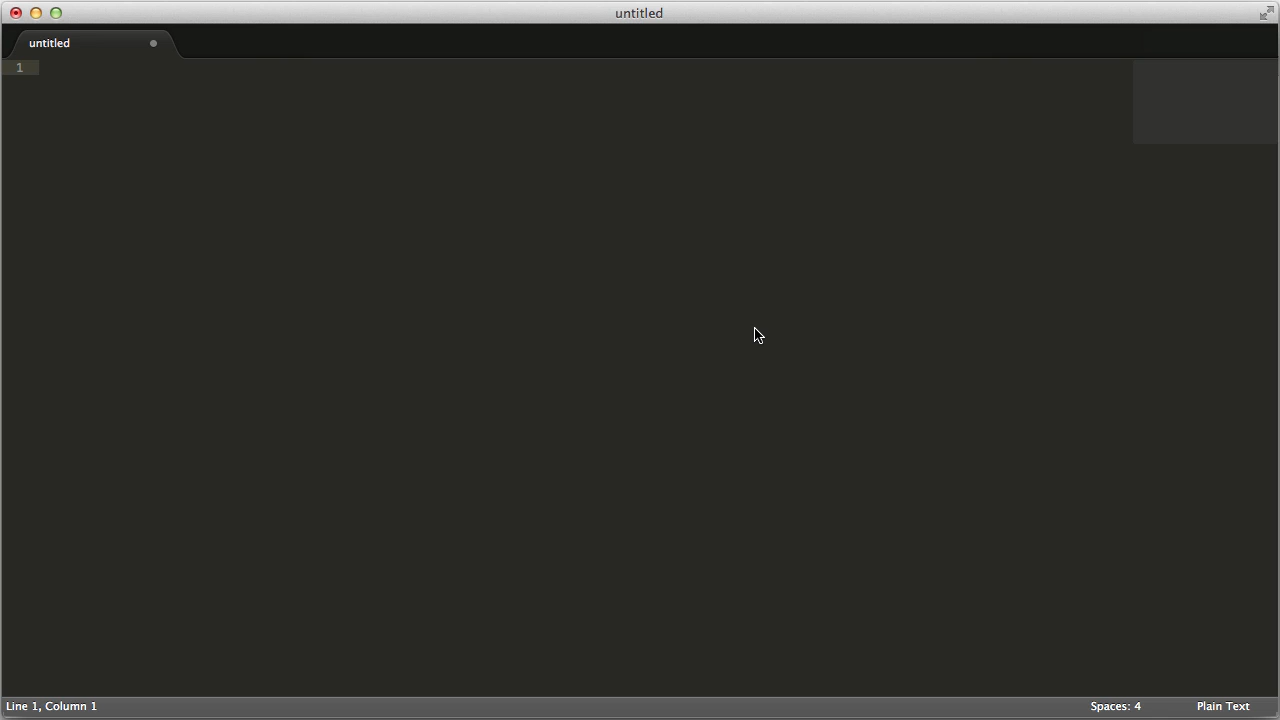 untitled
untitled
1
Line 1, Column 1
Spaces: 4
Plain Text